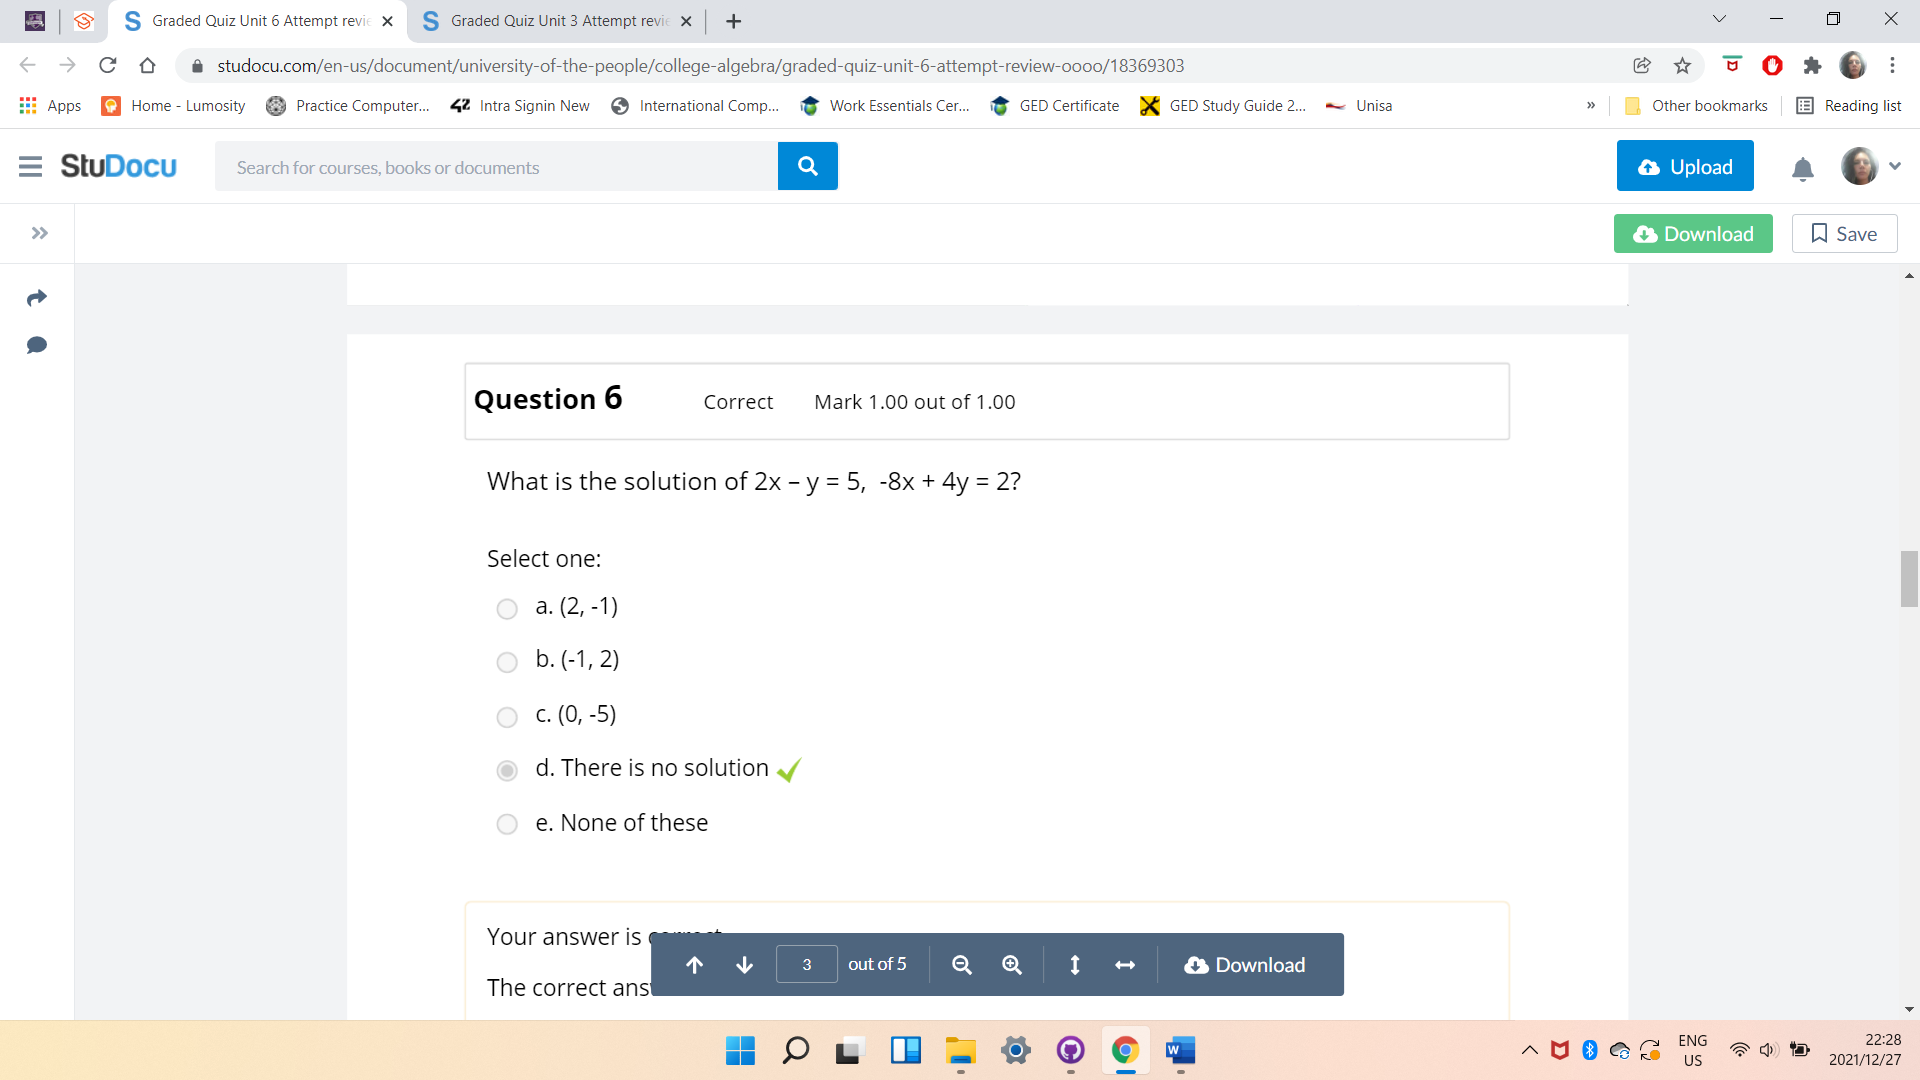 Graded Quiz Unit 6 Attempt revie
Graded Quiz Unit 3 Attempt revie
studocu.com/en-us/document/university-of-the-people/college-algebra/graded-quiz-unit-6-attempt-review-oooo/18369303
Apps
Home - Lumosity
Practice Computer...
Intra Signin New
International Comp...
Work Essentials Cer...
GED Certificate
GED Study Guide 2...
Unisa
»
Other bookmarks
Reading list
StuDocu
Search for courses, books or documents
Upload
Download
Save
Question 6 Correct Mark 1.00 out of 1.00
What is the solution of 2x – y = 5, -8x + 4y = 2?
Select one:
a. (2, -1)
b. (-1, 2)
c. (0, -5)
d. There is no solution
e. None of these
Your answer is
The correct
3 out of 5
Download
ENG
US
22:28
2021/12/27